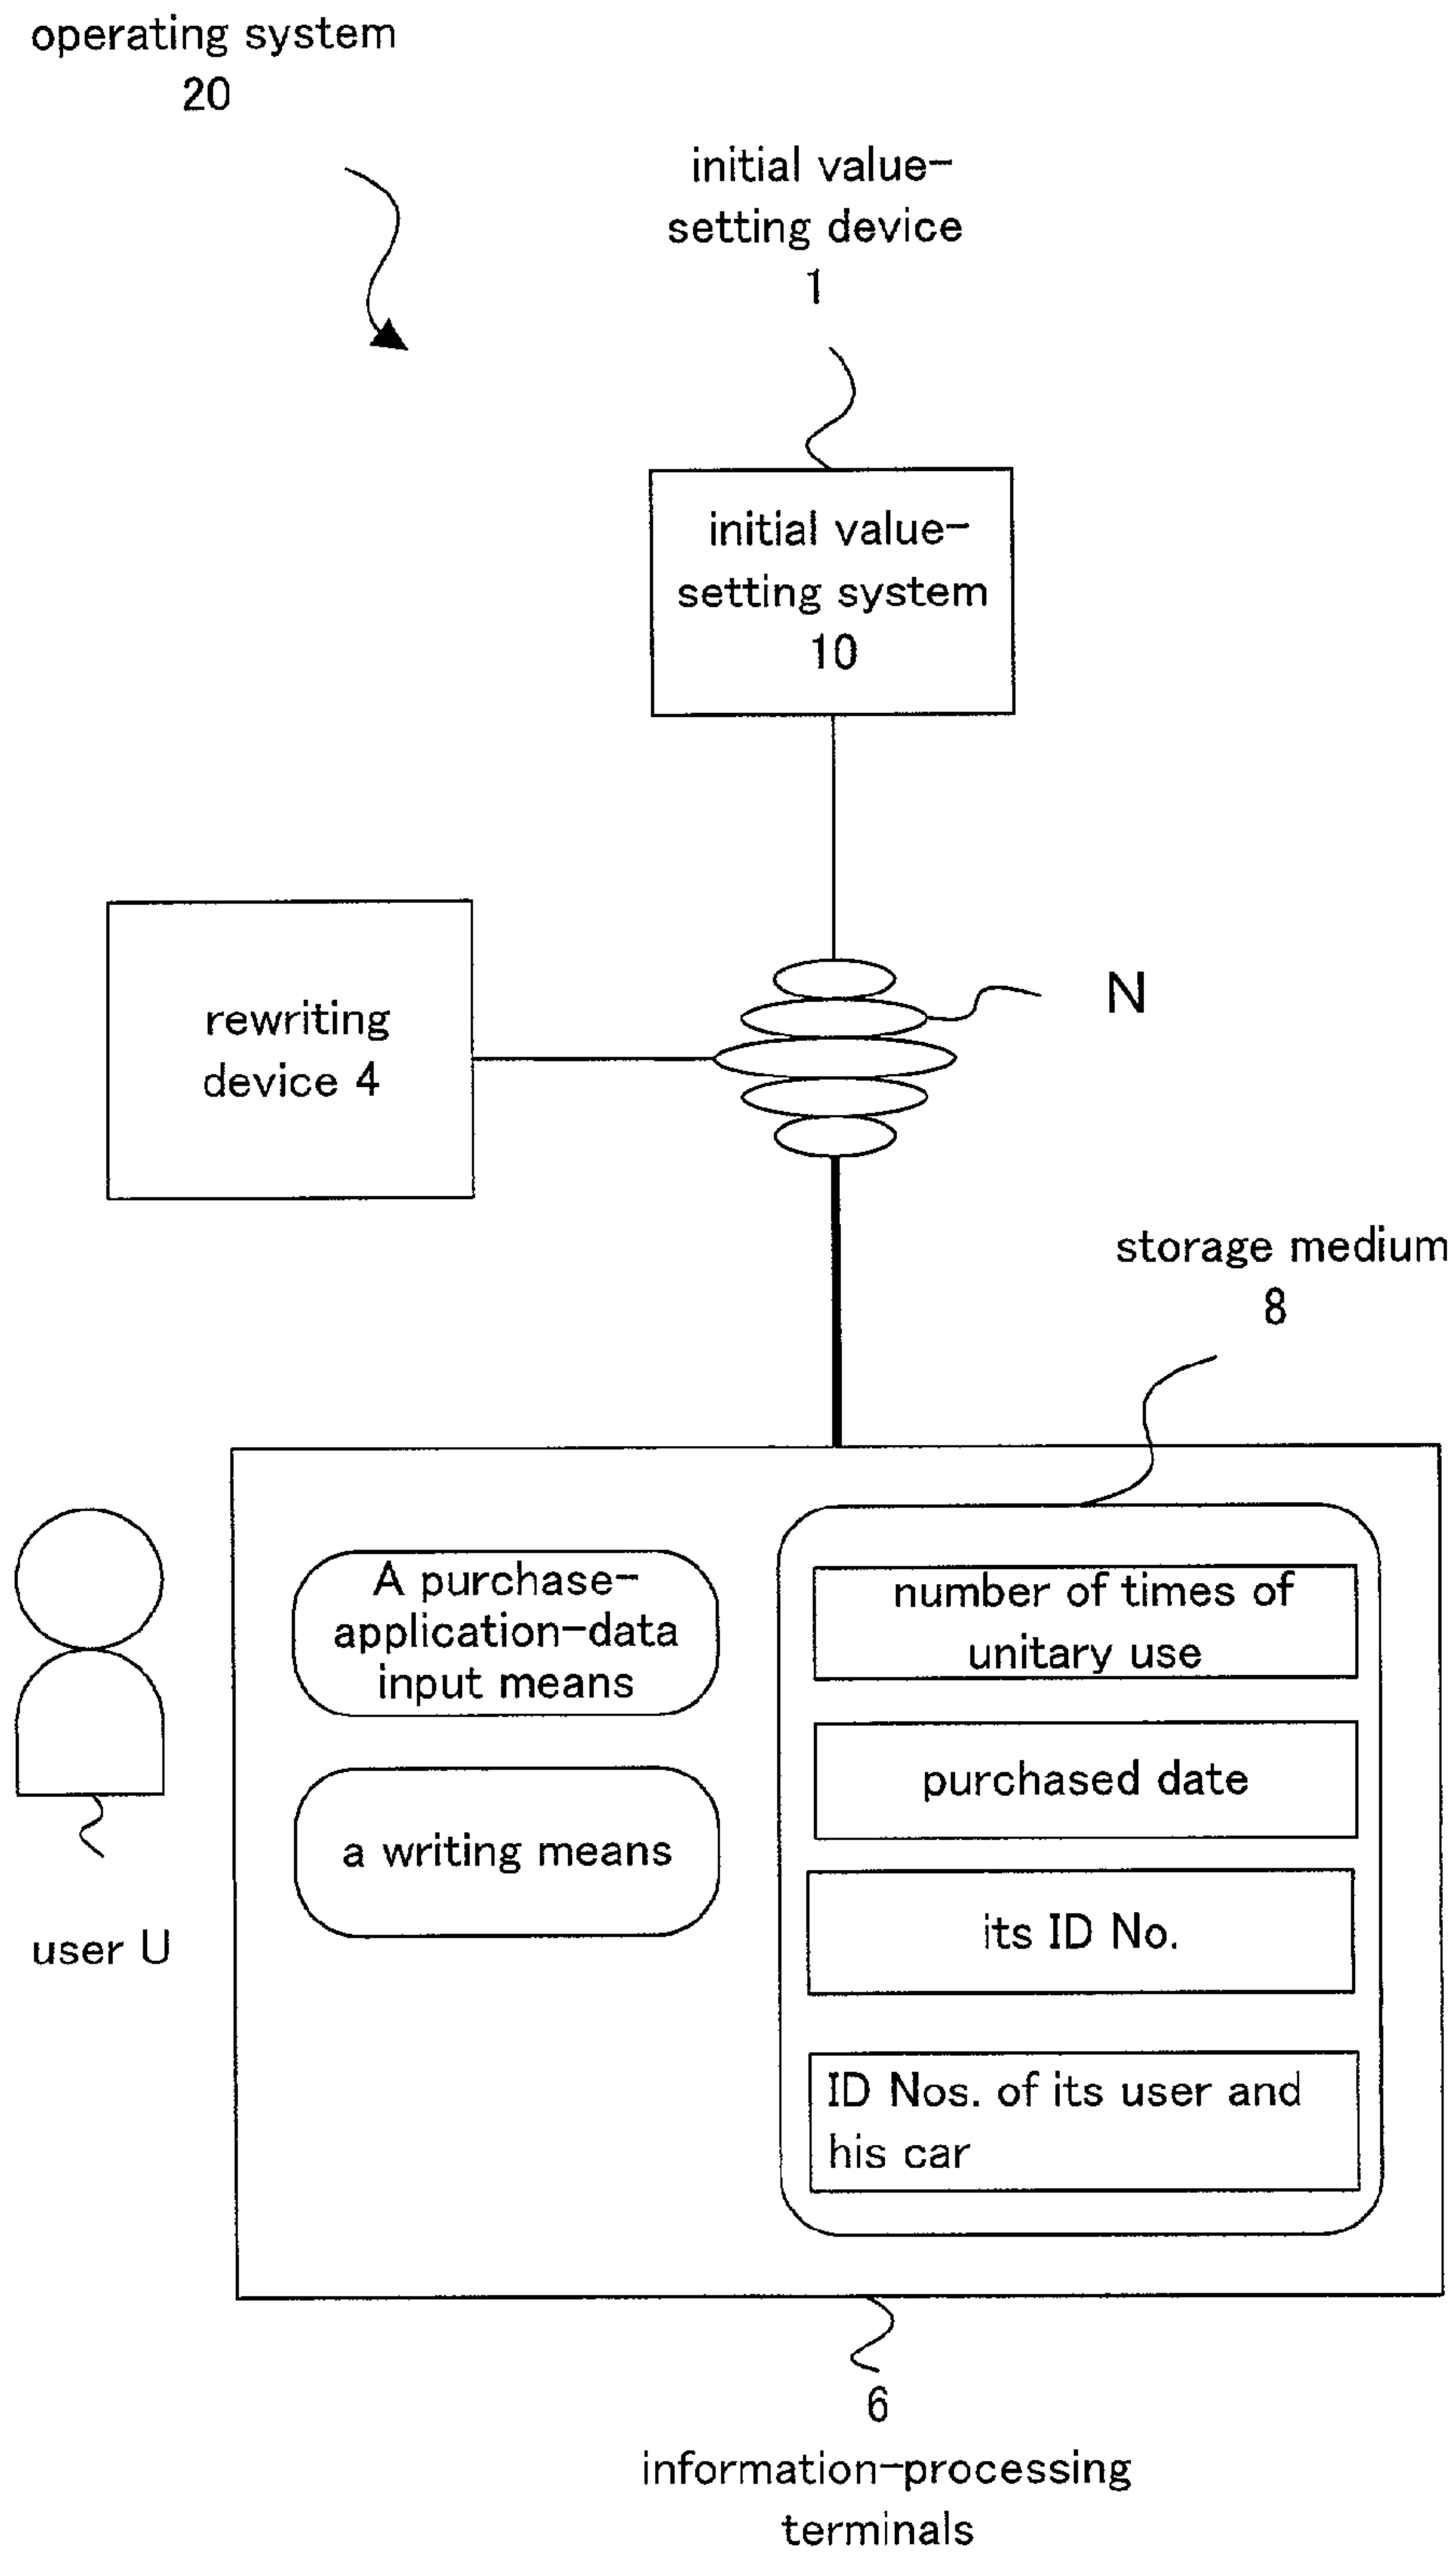 operating system
20
initial value-
setting device
1
initial value-
setting system
10
N
rewriting
device 4
storage medium
8
A purchase-
application-data
input means
a writing means
number of times of
unitary use
purchased date
its ID No.
ID Nos. of its user and
his car
user U
6
information-processing
terminals